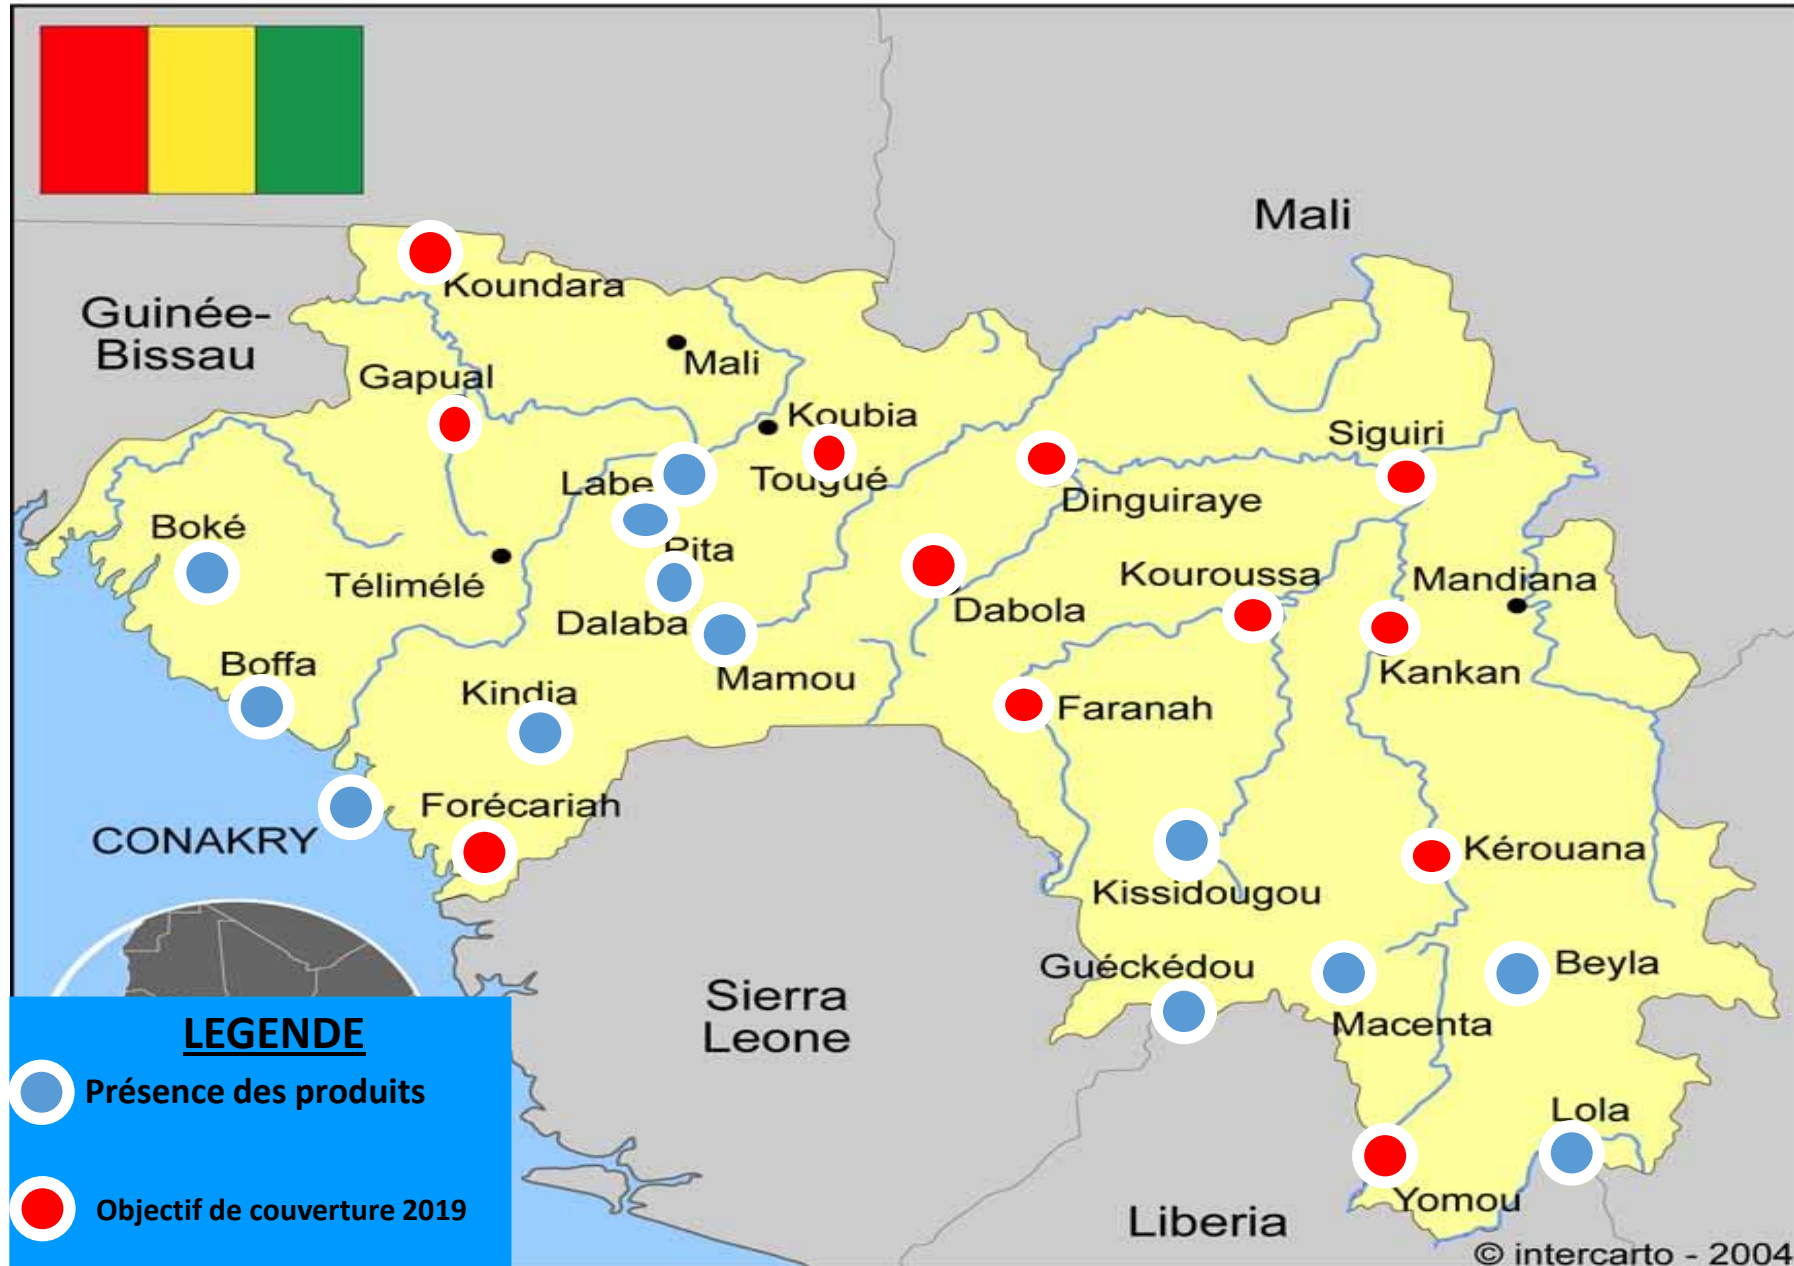 Mali
Koundara
Guinée-
Bissau
Mali
Gapual
Koubia
Siguiri
Labe
Tougué
Dinguiraye
Boké
Pita
Télimélé
Kouroussa
Mandiana
Dabola
Dalaba
Boffa
Mamou
Kankan
Kindia
Faranah
Forécariah
CONAKRY
Kérouana
Kissidougou
Guéckédou
Beyla
Sierra
Leone
Macenta
LEGENDE
Présence des produits
Lola
Objectif de couverture 2019
Yomou
Liberia
© intercarto - 2004